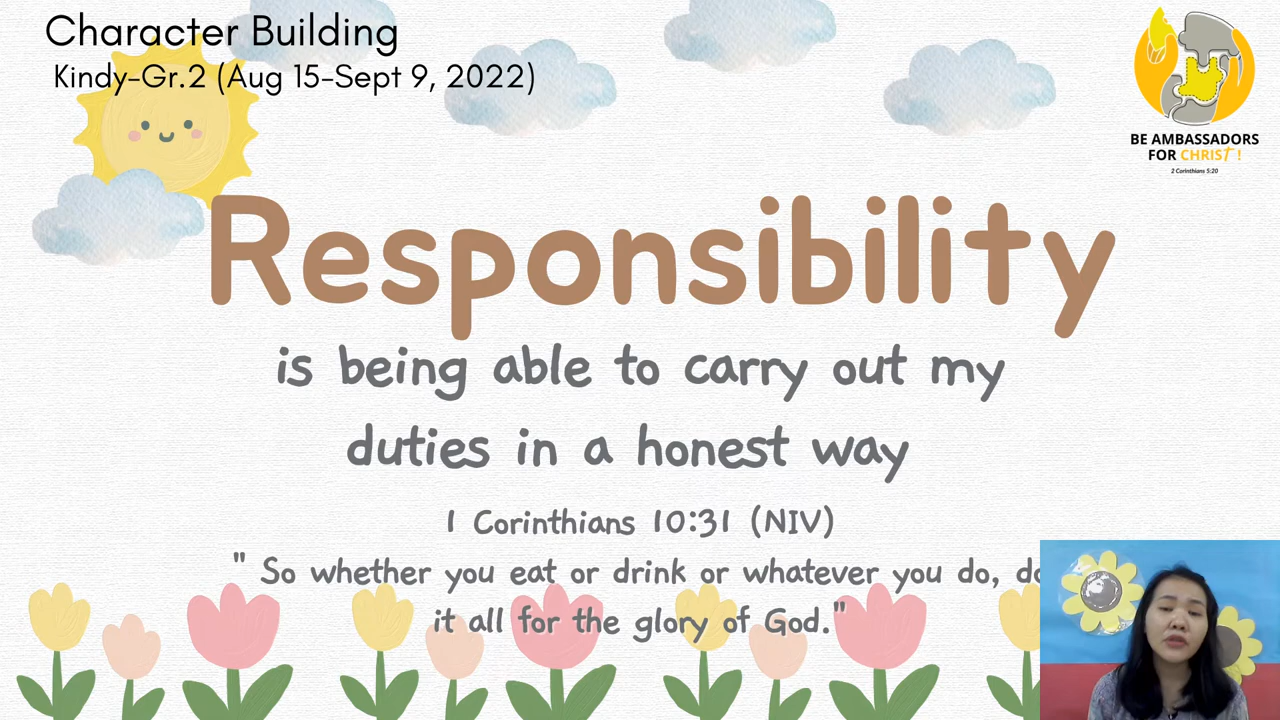 Character Building
Kindy-Gr.2 (Aug 15-Sept 9, 2022)
BE AMBASSADORS
FOR CHRIST !
2 Corinthians 5:20
Responsibility
is being able to carry out my
duties in a honest way
1 Corinthians 10:31 (NIV)
" So whether you eat or drink or whatever you do, do
it all for the glory of God."